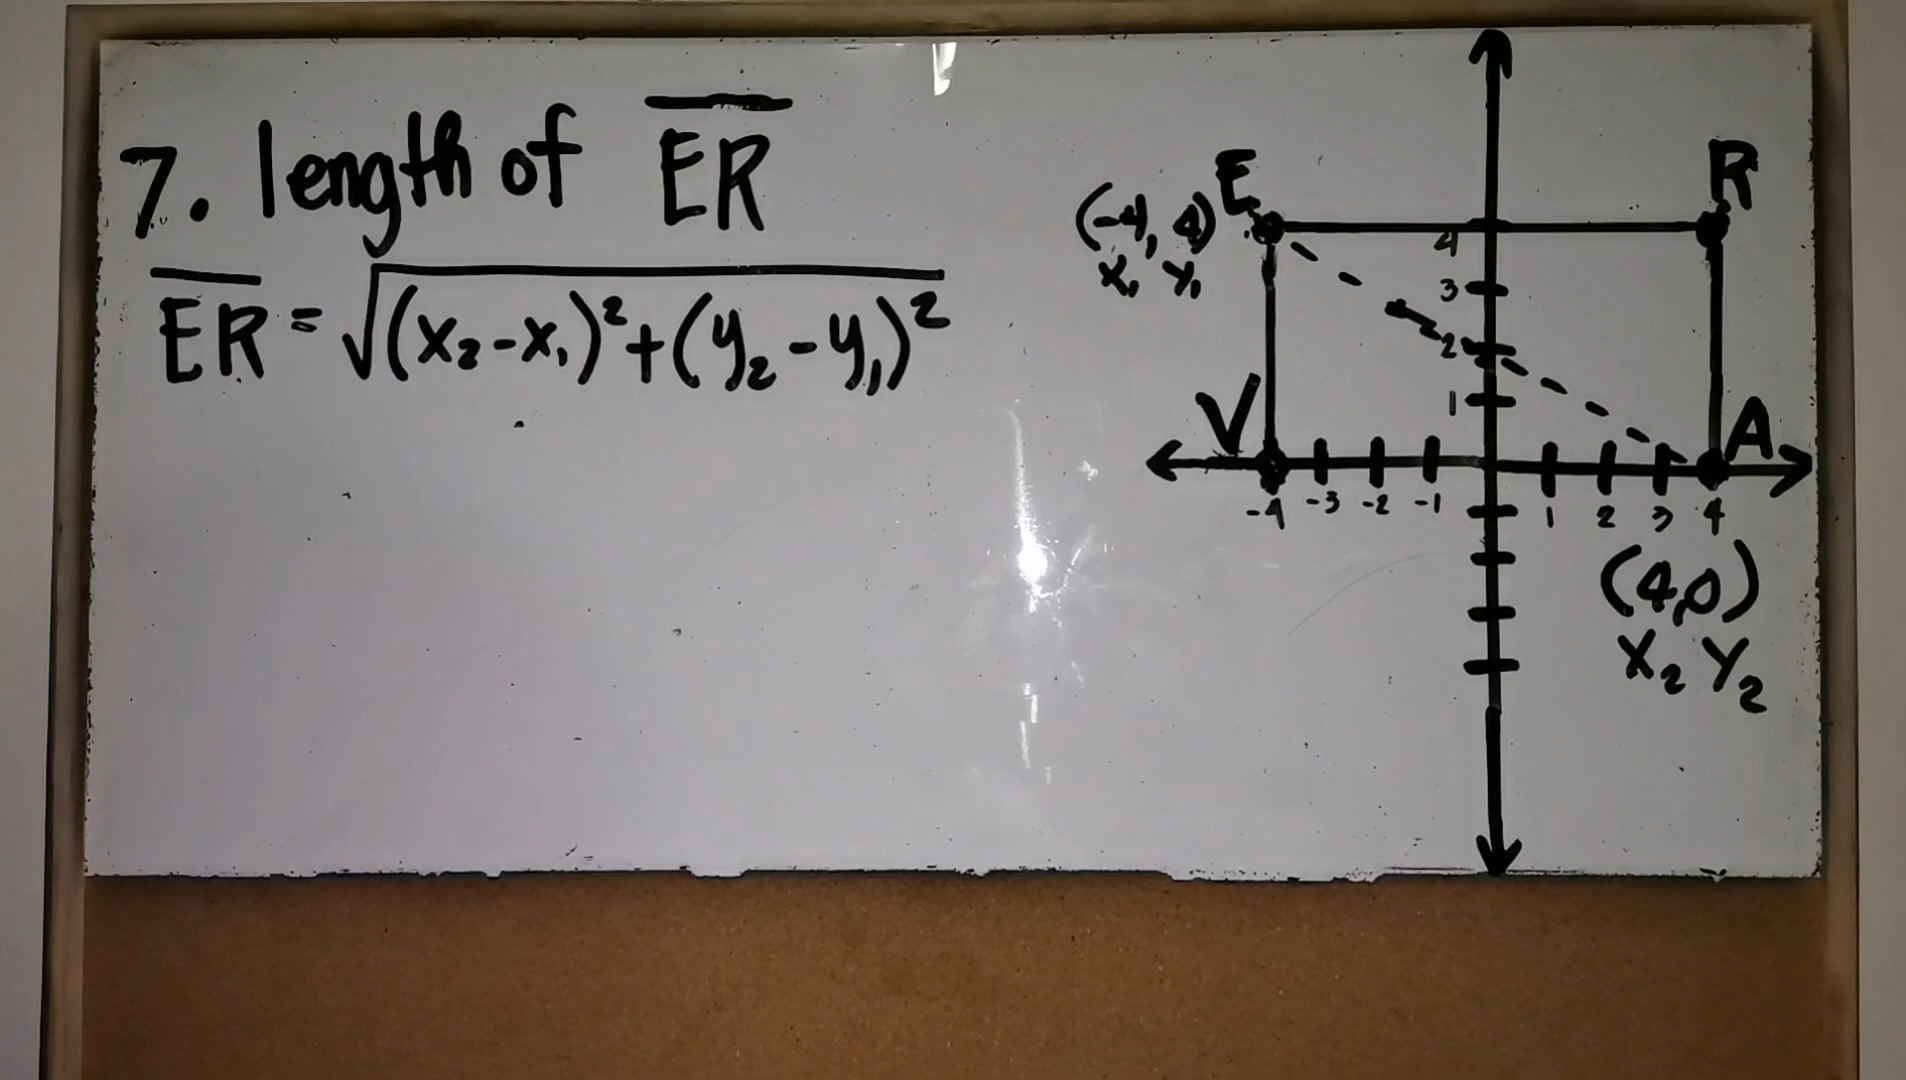 7. length of ER
ER = √(x₂-x₁)²+(y₂-y₁)²
E
R
(-4, 4)
x₁ y₁
4
3
2
1
V
A
-4 -3 -2 -1 1 2 3 4
(4,0)
X₂ Y₂